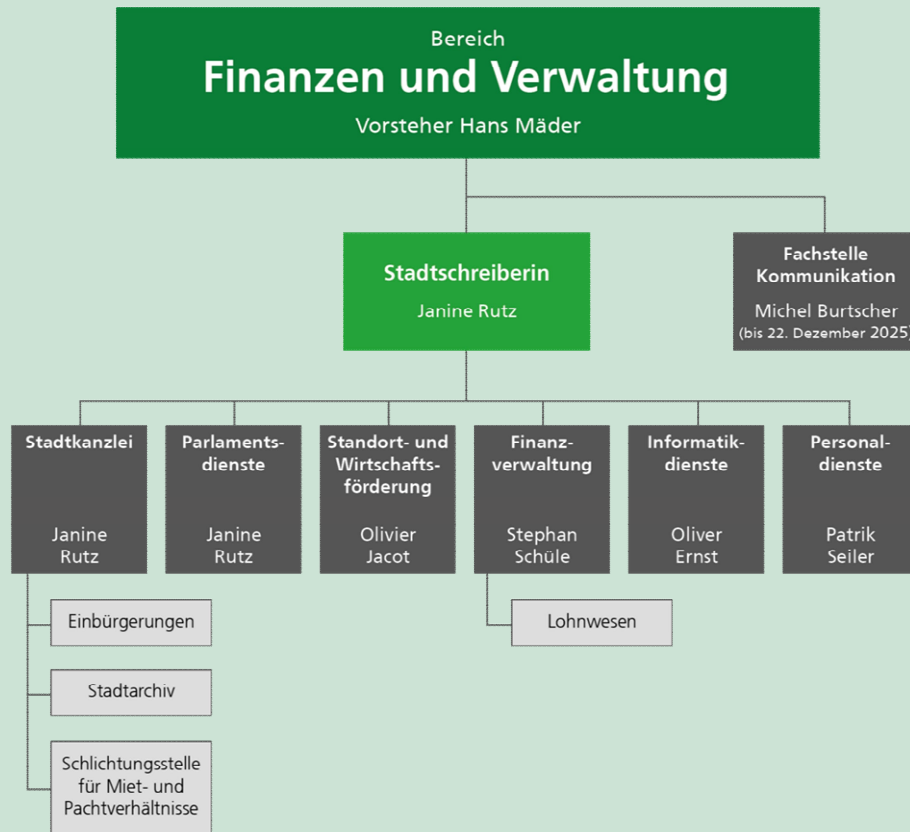 Bereich
Finanzen und Verwaltung
Vorsteher Hans Mäder
Stadtschreiberin
Janine Rutz
Fachstelle
Kommunikation
Michel Burtscher
(bis 22. Dezember 2025)
Stadtkanzlei
Janine
Rutz
Parlaments-
dienste
Janine
Rutz
Standort- und
Wirtschafts-
förderung
Olivier
Jacot
Finanz-
verwaltung
Stephan
Schüle
Informatik-
dienste
Oliver
Ernst
Personal-
dienste
Patrik
Seiler
Einbürgerungen
Stadtarchiv
Schlichtungsstelle
für Miet- und
Pachtverhältnisse
Lohnwesen